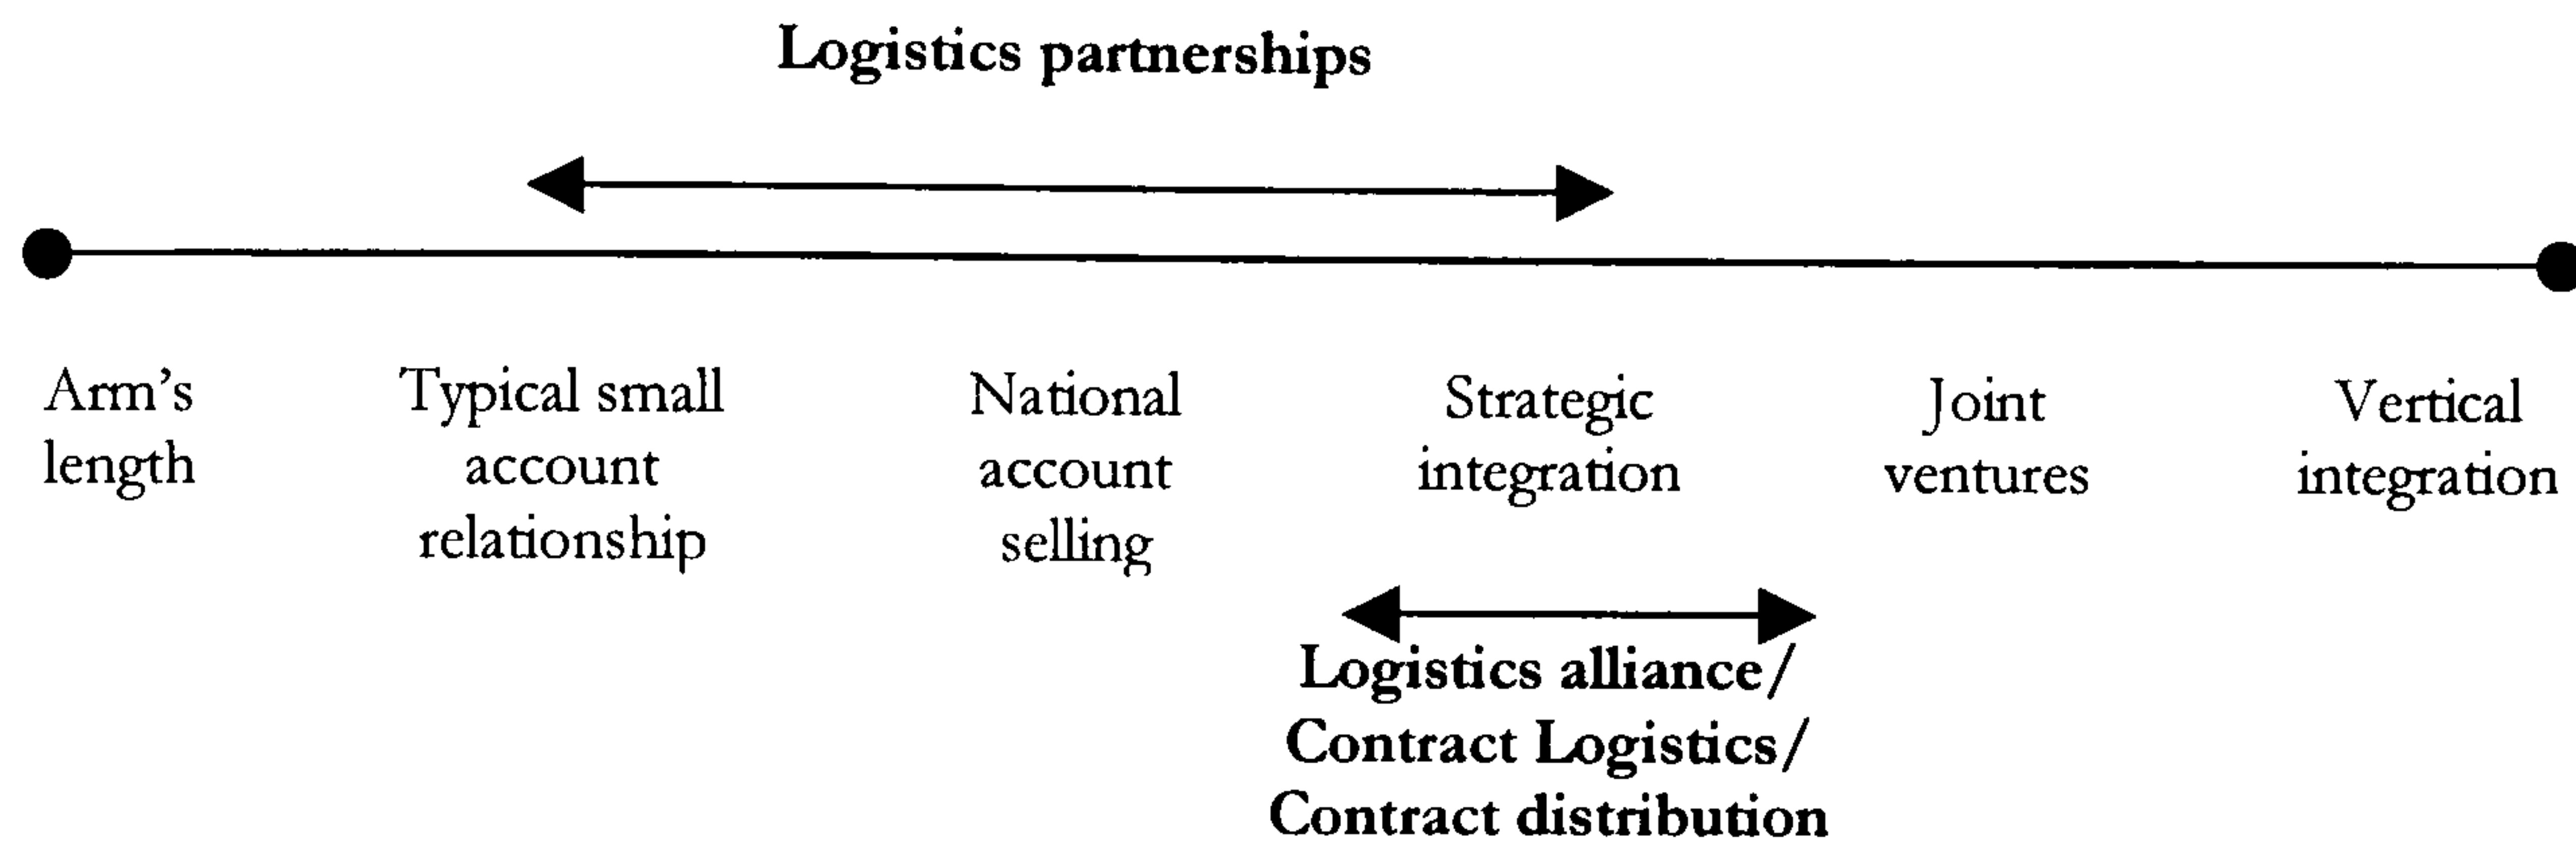 Logistics partnerships
Arm's
length
Typical small
account
relationship
National
account
selling
Strategic
integration
Joint
ventures
Vertical
integration
Logistics alliance/
Contract Logistics/
Contract distribution